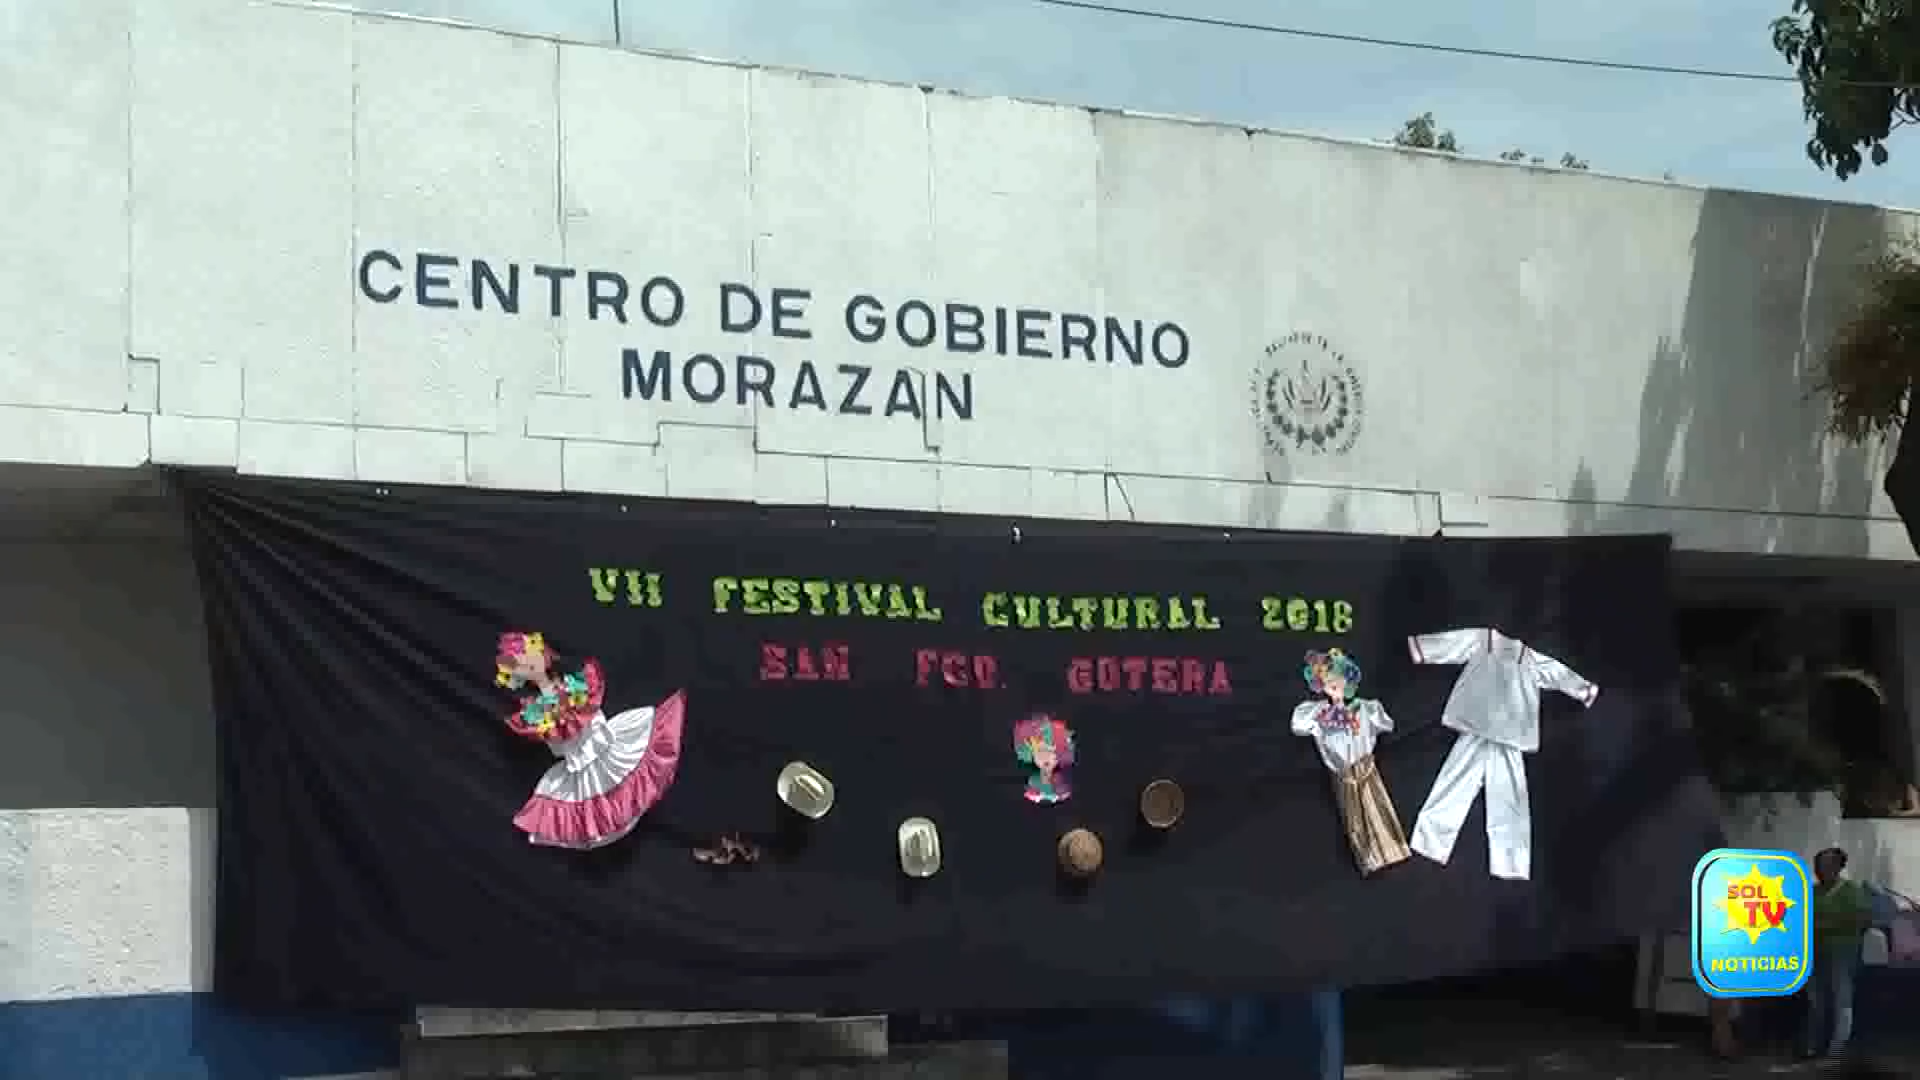 CENTRO DE GOBIERNO
MORAZAN
VII FESTIVAL CULTURAL 2018
SAN FCO. GOTERA
SOL
TV
NOTICIAS